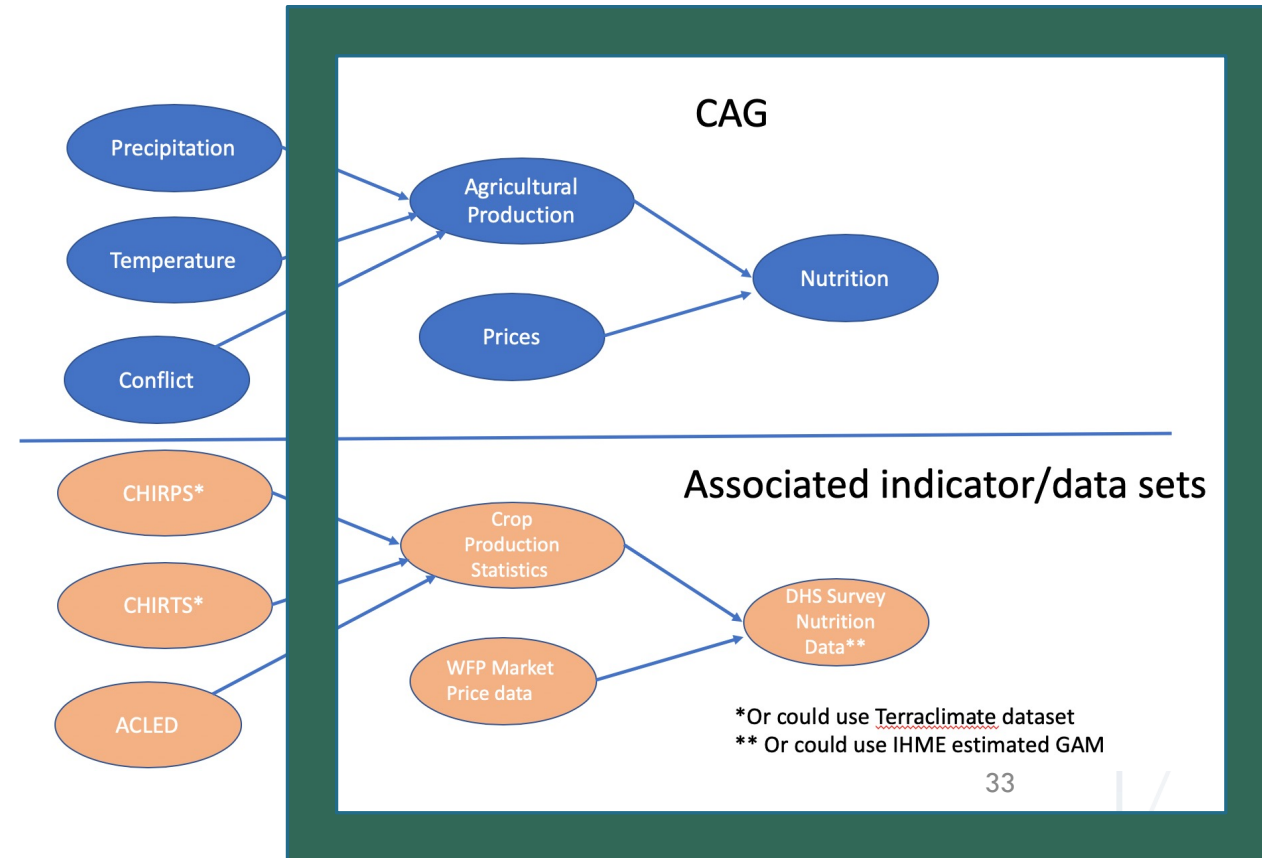 CAG
Precipitation
Agricultural
Production
Temperature
Nutrition
Prices
Conflict
Associated indicator/data sets
CHIRPS*
Crop
Production
Statistics
CHIRTS*
DHS Survey
Nutrition
Data**
WFP Market
Price data
ACLED
*Or could use Terraclimate dataset
** Or could use IHME estimated GAM
33